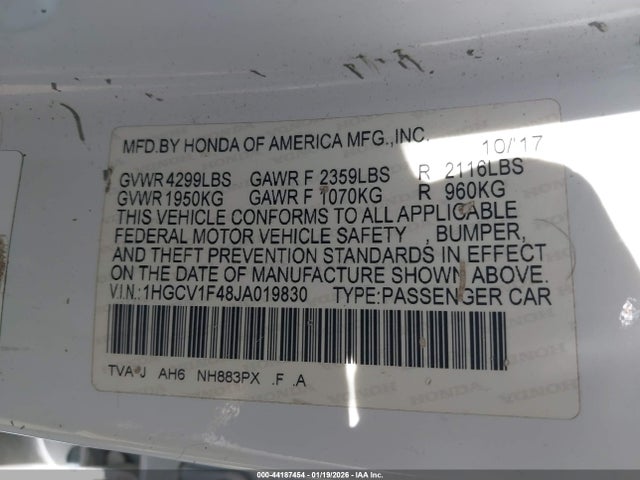 MFD.BY HONDA OF AMERICA MFG.,INC. 10/'17
GVWR 4299LBS GAWR F 2359LBS R 2116LBS
GVWR 1950KG GAWR F 1070KG R 960KG
THIS VEHICLE CONFORMS TO ALL APPLICABLE
FEDERAL MOTOR VEHICLE SAFETY , BUMPER,
AND THEFT PREVENTION STANDARDS IN EFFECT
ON THE DATE OF MANUFACTURE SHOWN ABOVE.
V.I.N.:1HGCV1F48JA019830 TYPE:PASSENGER CAR
TVA J AH6 NH883PX .F .A
HONDA HONDA
000-44187454 | 01/19/2026 | IAA Inc.